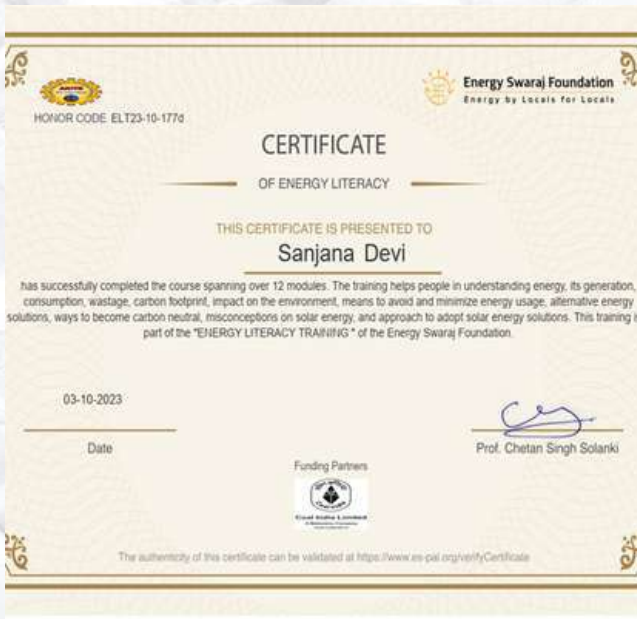 Energy Swaraj Foundation
Energy by Locals for Locals
HONOR CODE ELT23-10-177d
CERTIFICATE
OF ENERGY LITERACY
THIS CERTIFICATE IS PRESENTED TO
Sanjana Devi
has successfully completed the course spanning over 12 modules. The training helps people in understanding energy, its generation,
consumption, wastage, carbon footprint, impact on the environment, means to avoid and minimize energy usage, alternative energy
solutions, ways to become carbon neutral, misconceptions on solar energy, and approach to adopt solar energy solutions. This training
part of the "ENERGY LITERACY TRAINING " of the Energy Swaraj Foundation.
03-10-2023
Date
Prof. Chetan Singh Solanki
Funding Partners
Coal India Limited
The authenticity of this certificate can be validated at https://www.es-pal.org/verifyCertificate